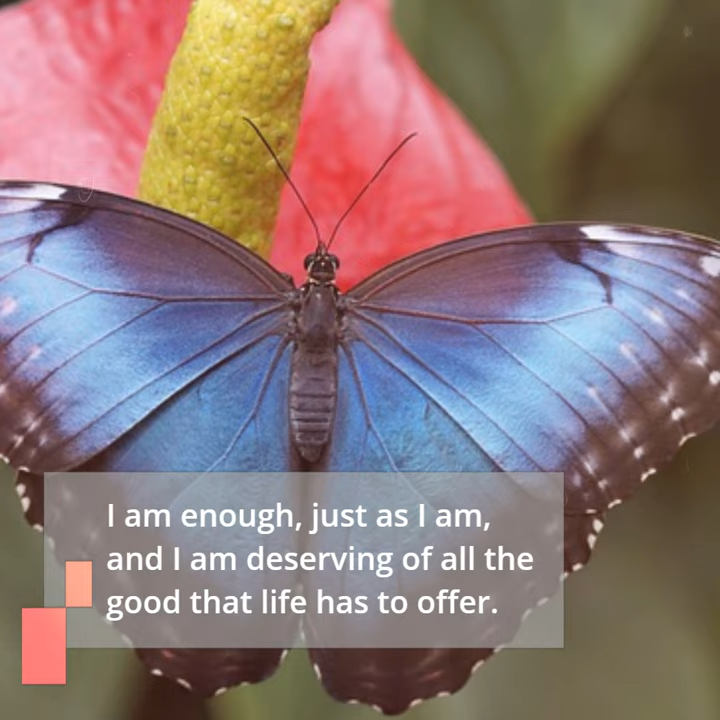 I am enough, just as I am,
and I am deserving of all the
good that life has to offer.